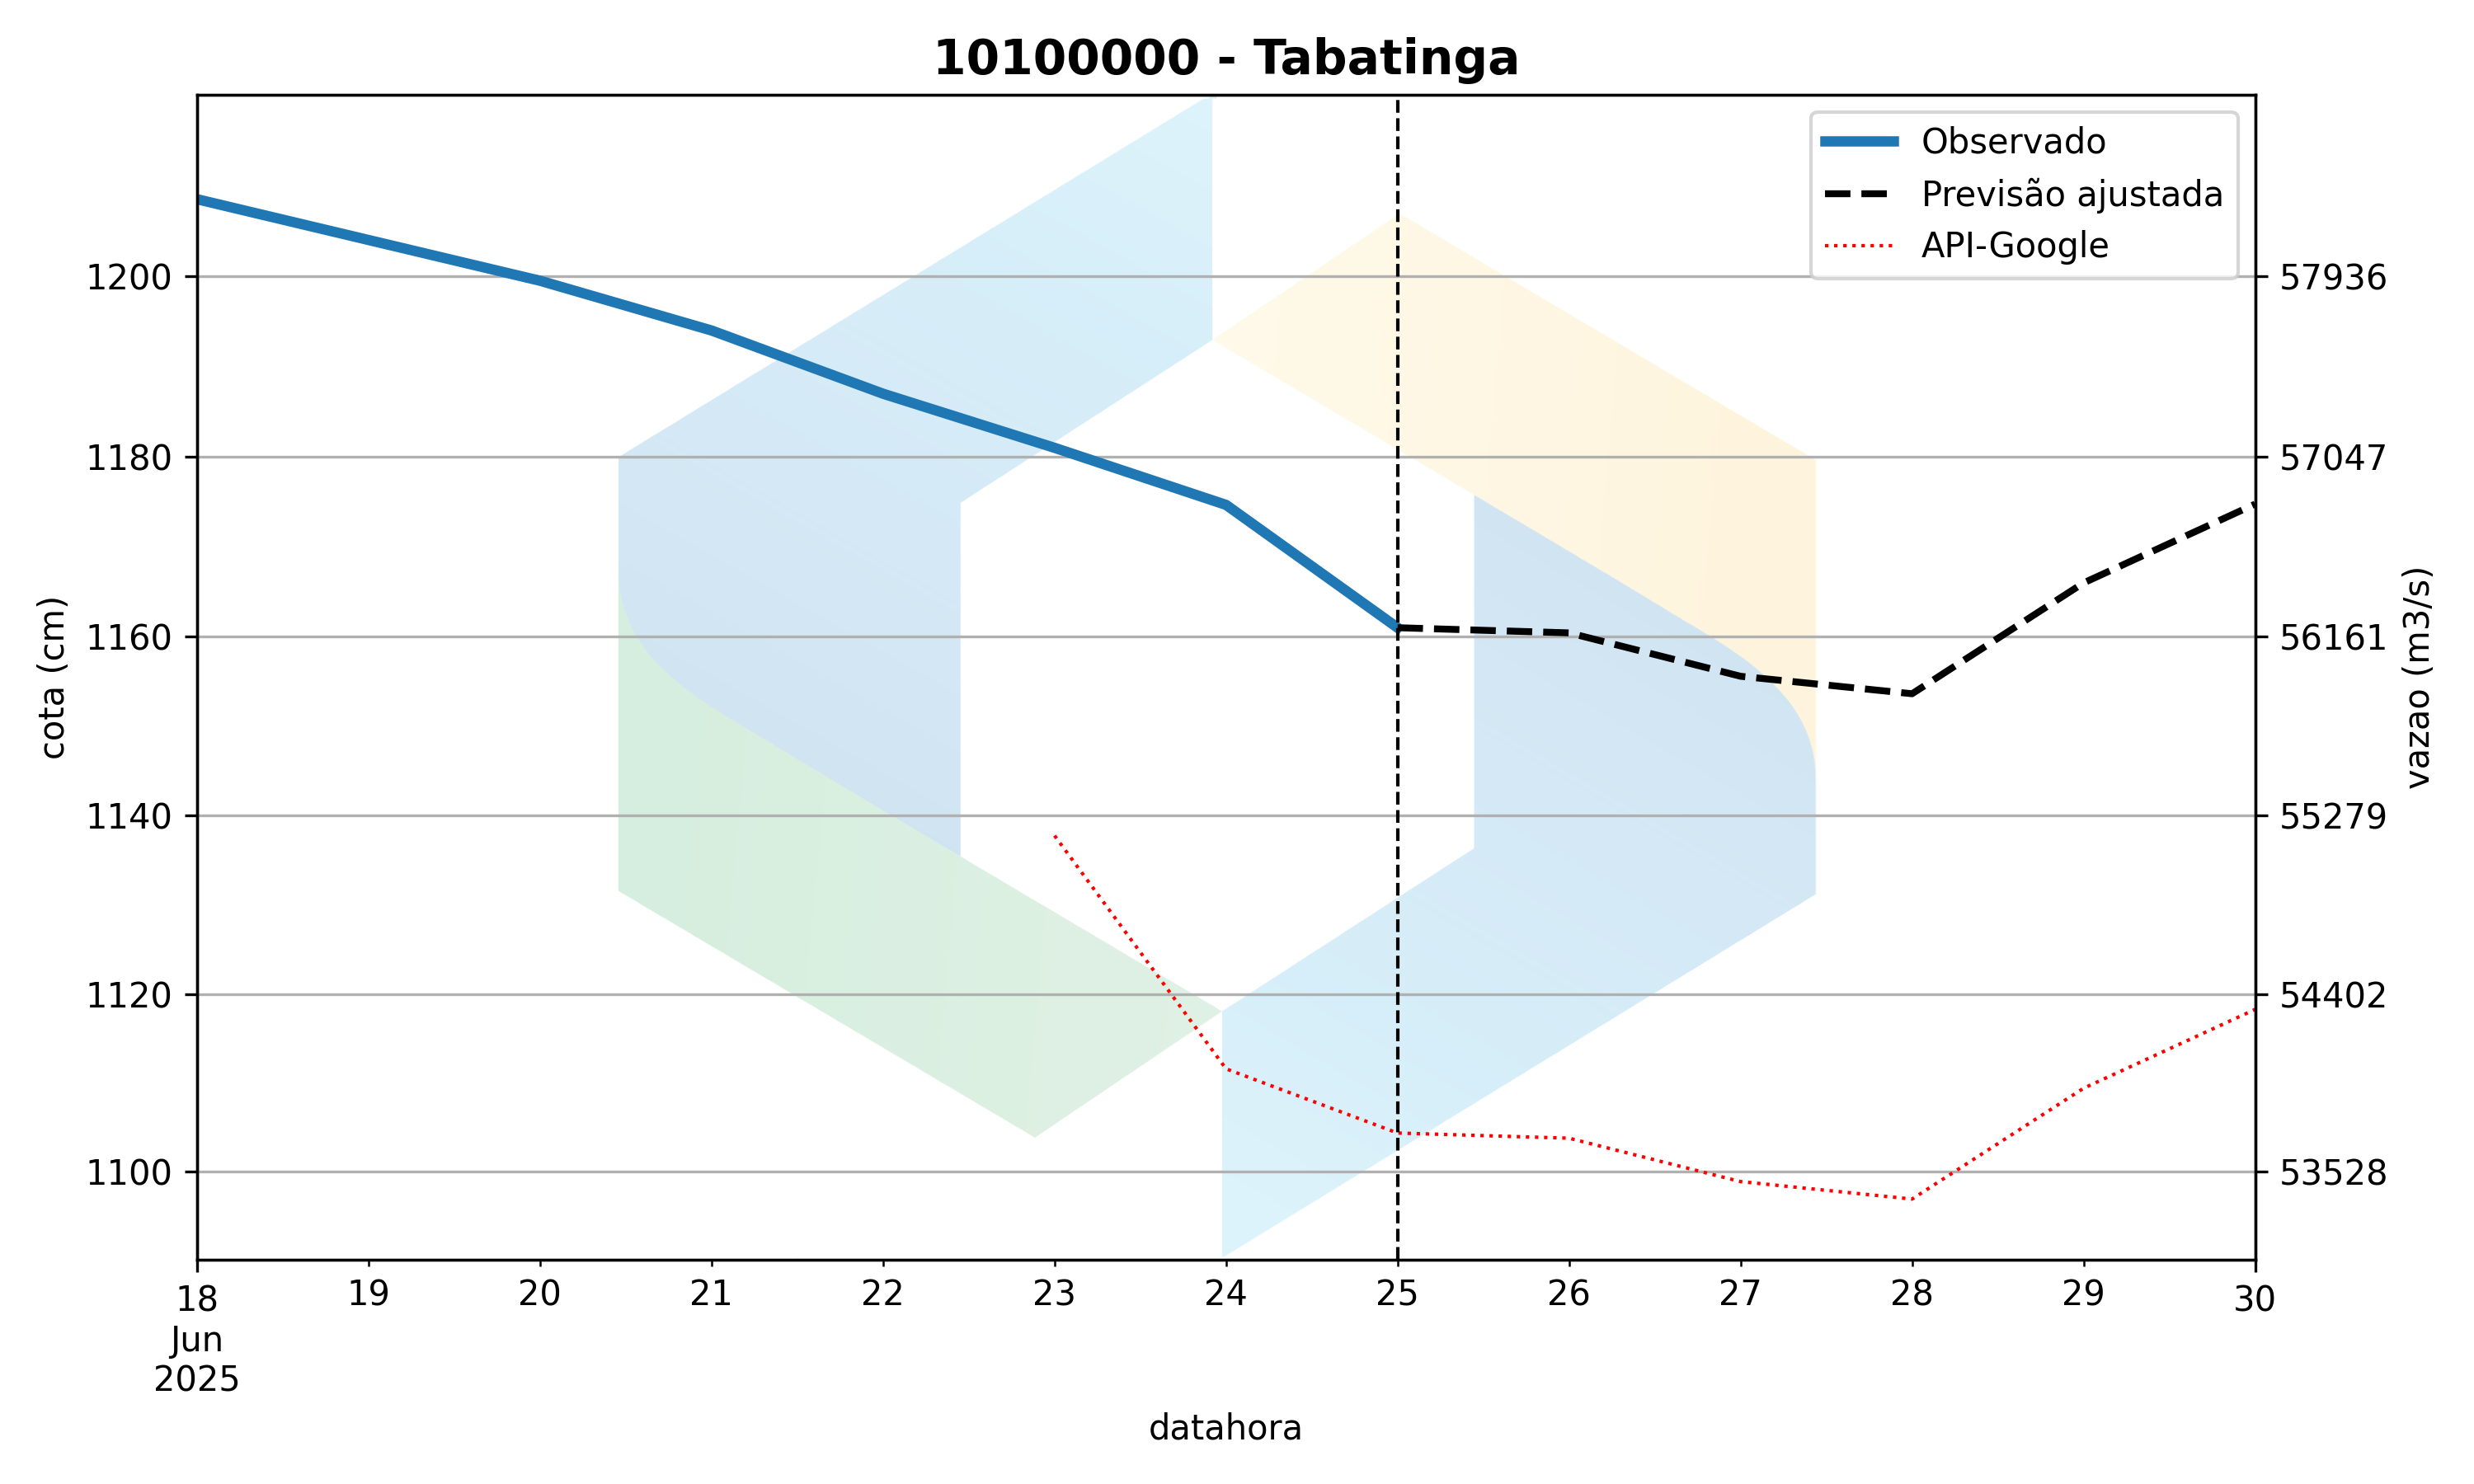 10100000 - Tabatinga
Observado
Previsão ajustada
API-Google
1200
1180
1160
1140
1120
1100
cota (cm)
57936
57047
56161
55279
54402
53528
vazao (m3/s)
18 19 20 21 22 23 24 25 26 27 28 29 30
Jun
2025
datahora